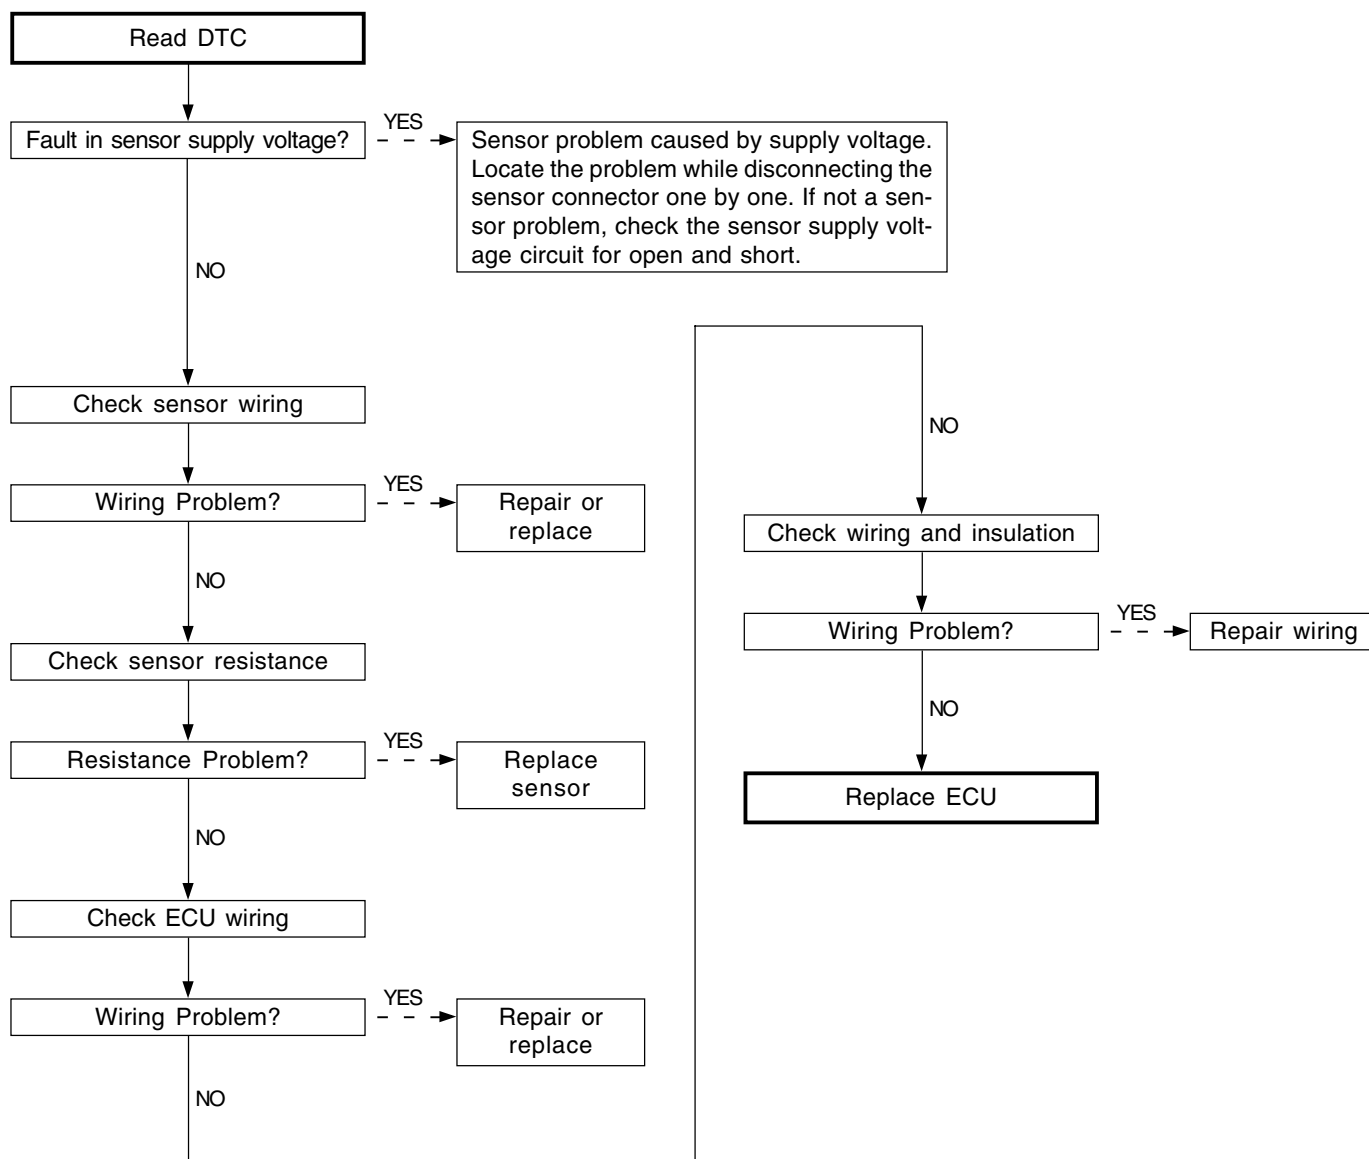 Read DTC
Fault in sensor supply voltage?
YES
Sensor problem caused by supply voltage.
Locate the problem while disconnecting the
sensor connector one by one. If not a sen-
sor problem, check the sensor supply volt-
age circuit for open and short.
NO
Check sensor wiring
Wiring Problem?
YES
Repair or
replace
NO
Check sensor resistance
Resistance Problem?
YES
Replace
sensor
NO
Check ECU wiring
Wiring Problem?
YES
Repair or
replace
NO
NO
Check wiring and insulation
Wiring Problem?
YES
Repair wiring
NO
Replace ECU